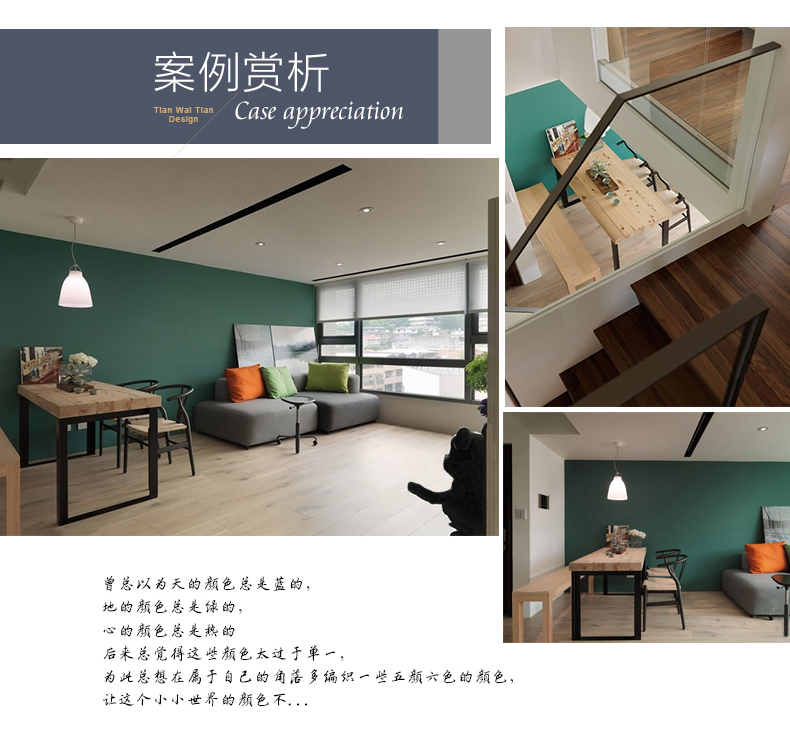 案例赏析
Tian Wai Tian
Design
Case appreciation
曾总以为天的颜色总是蓝的,
地的颜色总是绿的,
心的颜色总是热的
后来总觉得这些颜色太过于单一,
为此总想在属于自己的角落多编织一些五颜六色的颜色,
让这个小小世界的颜色不...